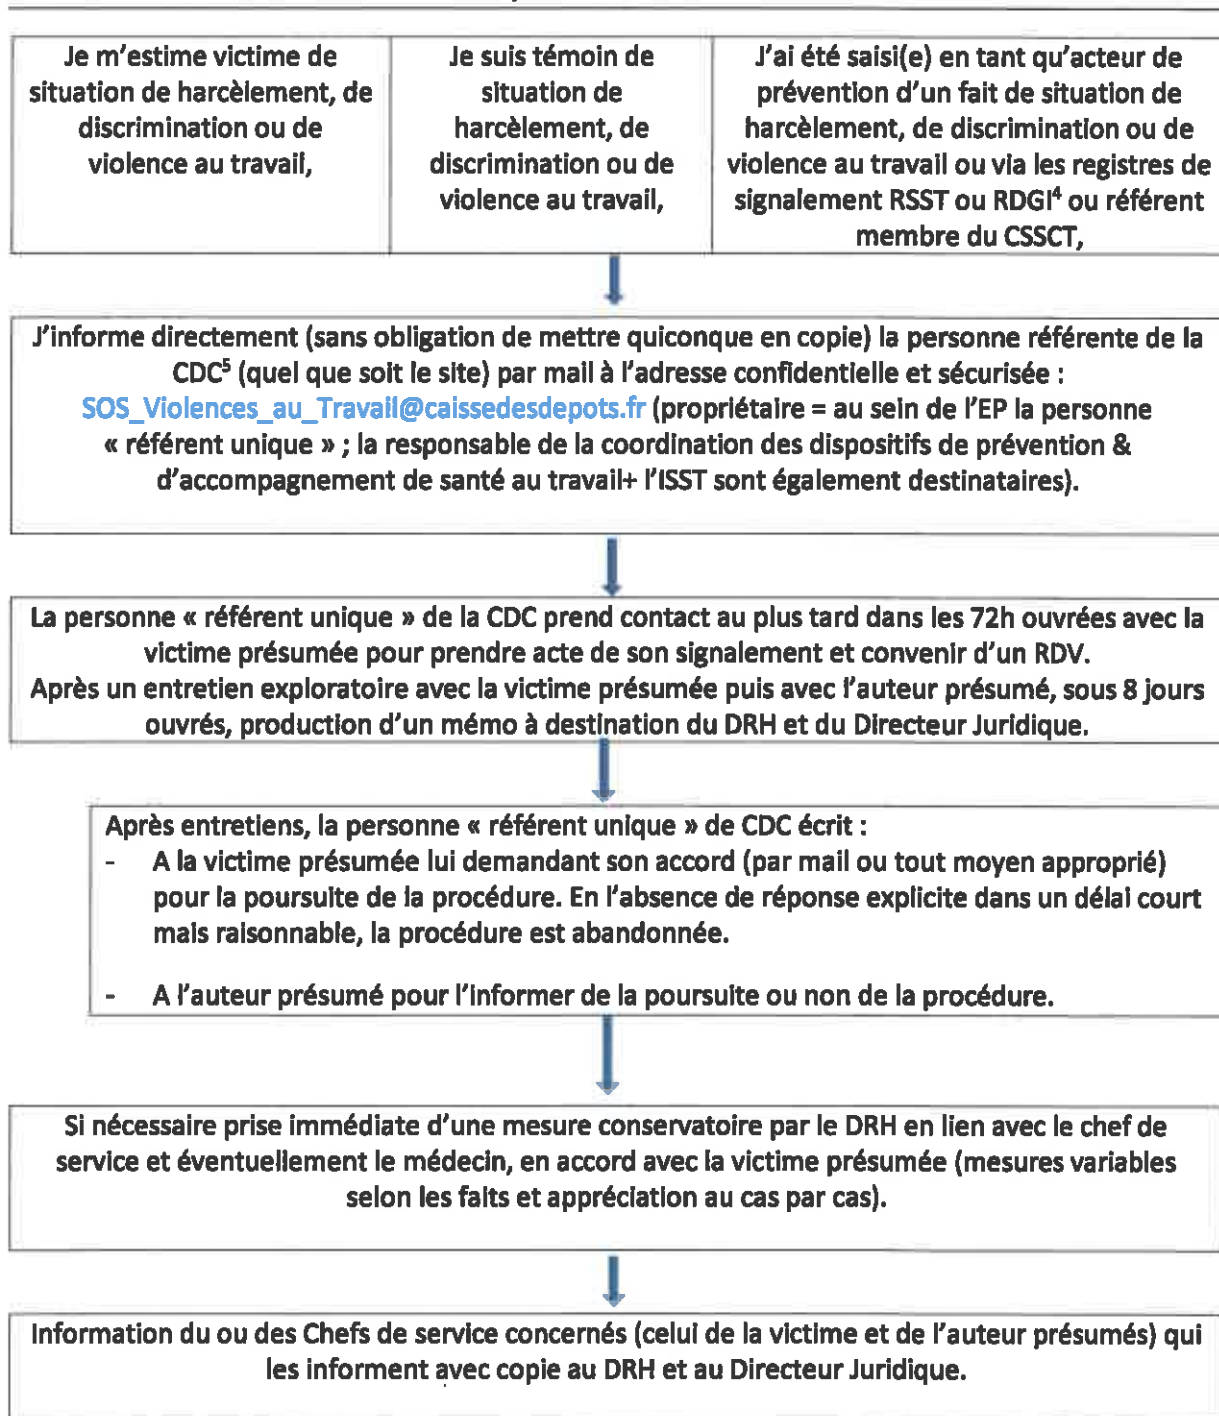 Je m'estime victime de
situation de harcèlement, de
discrimination ou de
violence au travail,
Je suis témoin de
situation de
harcèlement, de
discrimination ou de
violence au travail,
J'ai été saisi(e) en tant qu'acteur de
prévention d'un fait de situation de
harcèlement, de discrimination ou de
violence au travail ou via les registres de
signalement RSST ou RDGI⁴ ou référent
membre du CSSCT,
J'informe directement (sans obligation de mettre quiconque en copie) la personne référente de la
CDC⁵ (quel que soit le site) par mail à l'adresse confidentielle et sécurisée :
SOS_Violences_au_Travail@caissedesdepots.fr (propriétaire = au sein de l'EP la personne
« référent unique » ; la responsable de la coordination des dispositifs de prévention &
d'accompagnement de santé au travail+ l'ISST sont également destinataires).
La personne « référent unique » de la CDC prend contact au plus tard dans les 72h ouvrées avec la
victime présumée pour prendre acte de son signalement et convenir d'un RDV.
Après un entretien exploratoire avec la victime présumée puis avec l'auteur présumé, sous 8 jours
ouvrés, production d'un mémo à destination du DRH et du Directeur Juridique.
Après entretiens, la personne « référent unique » de CDC écrit :
- A la victime présumée lui demandant son accord (par mail ou tout moyen approprié)
pour la poursuite de la procédure. En l'absence de réponse explicite dans un délai court
mais raisonnable, la procédure est abandonnée.
- A l'auteur présumé pour l'informer de la poursuite ou non de la procédure.
Si nécessaire prise immédiate d'une mesure conservatoire par le DRH en lien avec le chef de
service et éventuellement le médecin, en accord avec la victime présumée (mesures variables
selon les faits et appréciation au cas par cas).
Information du ou des Chefs de service concernés (celui de la victime et de l'auteur présumés) qui
les informent avec copie au DRH et au Directeur Juridique.